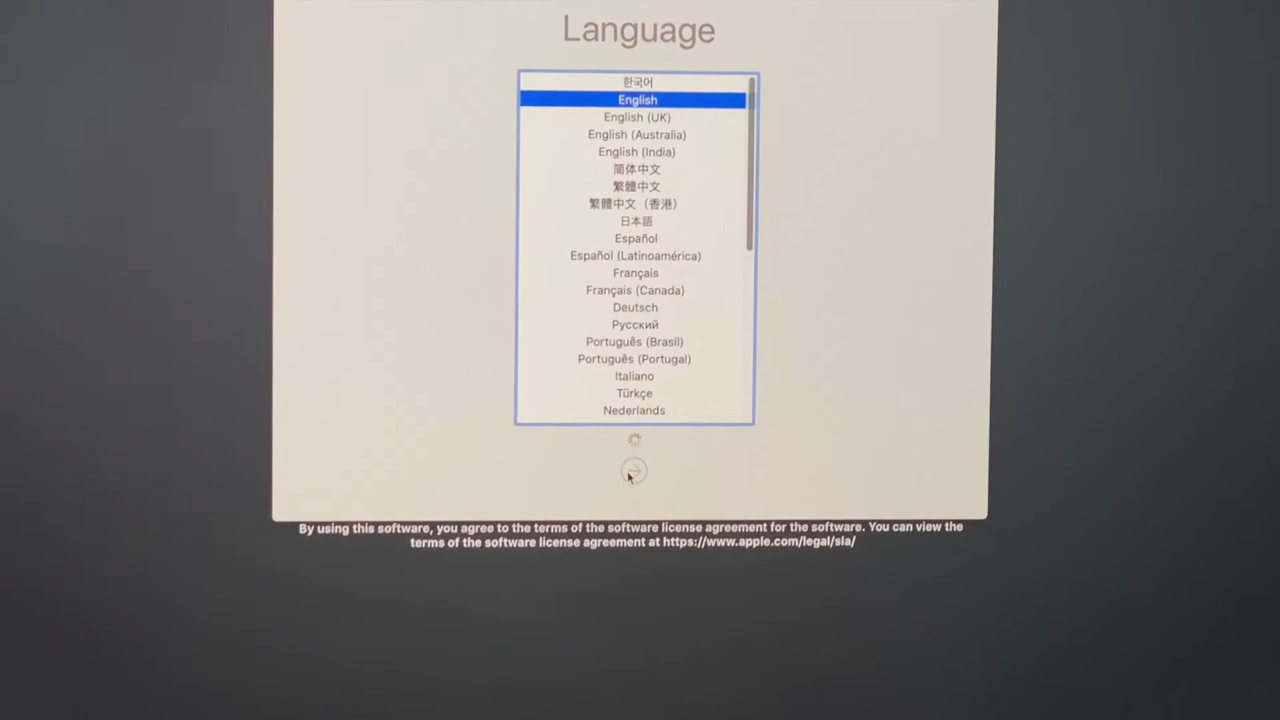 Language
한국어
English
English (UK)
English (Australia)
English (India)
简体中文
繁體中文
繁體中文（香港）
日本語
Español
Español (Latinoamérica)
Français
Français (Canada)
Deutsch
Русский
Português (Brasil)
Português (Portugal)
Italiano
Türkçe
Nederlands
By using this software, you agree to the terms of the software license agreement for the software. You can view the
terms of the software license agreement at https://www.apple.com/legal/sla/